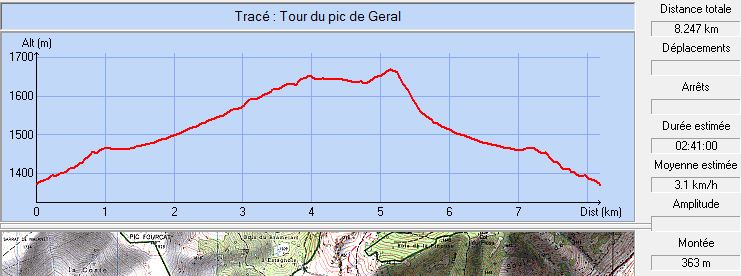 Tracé : Tour du pic de Geral
Alt (m)
1700
1600
1500
1400
0 1 2 3 4 5 6 7 Dist (km)
Distance totale
8.247 km
Déplacements
Arrêts
Durée estimée
02:41:00
Moyenne estimée
3.1 km/h
Amplitude
Montée
363 m
PIC FOURCAT
la Coste